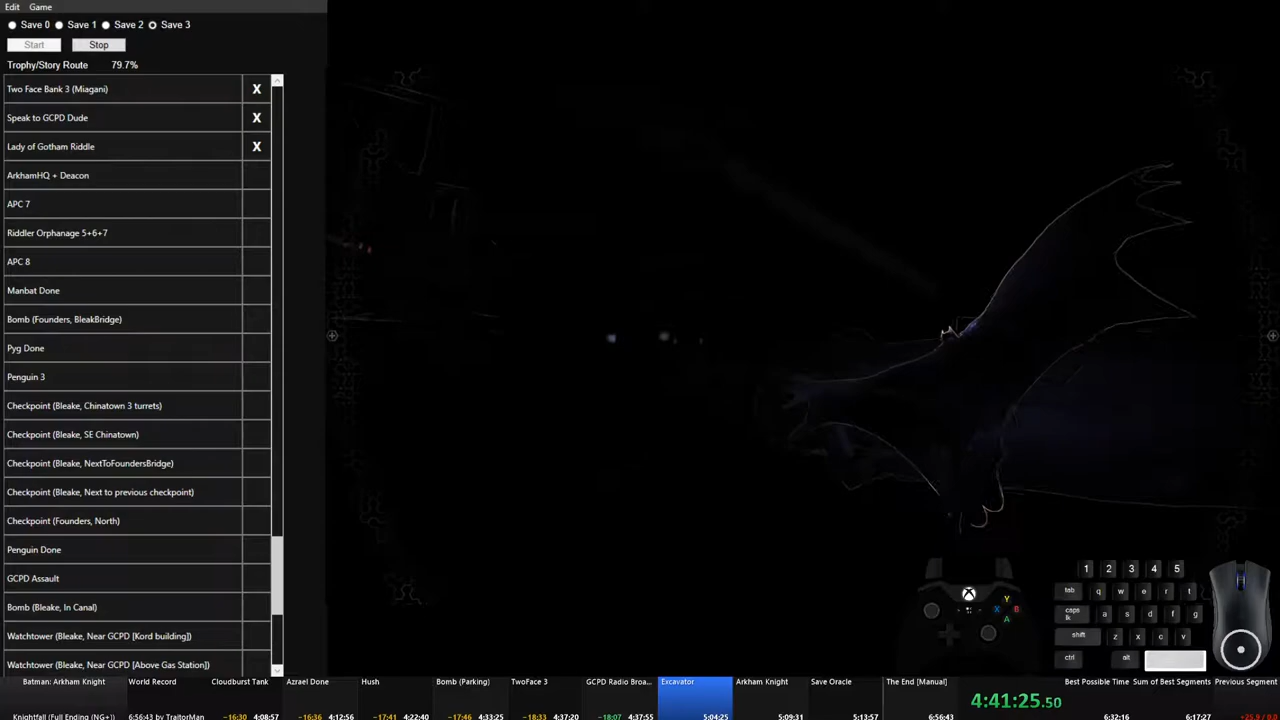 Edit Game
Save 0 Save 1 Save 2 Save 3
Start Stop
Trophy/Story Route 79.7%
Two Face Bank 3 (Miagani) X
Speak to GCPD Dude X
Lady of Gotham Riddle X
ArkhamHQ + Deacon
APC 7
Riddler Orphanage 5+6+7
APC 8
Manbat Done
Bomb (Founders, BleakBridge)
Pyg Done
Penguin 3
Checkpoint (Bleake, Chinatown 3 turrets)
Checkpoint (Bleake, SE Chinatown)
Checkpoint (Bleake, NextToFoundersBridge)
Checkpoint (Bleake, Next to previous checkpoint)
Checkpoint (Founders, North)
Penguin Done
GCPD Assault
Bomb (Bleake, In Canal)
Watchtower (Bleake, Near GCPD [Kord building])
Watchtower (Bleake, Near GCPD [Above Gas Station])
Y
X B
A
1 2 3 4 5
tab q w e r t
caps lk a s d f g
shift z x c v
ctrl alt
Batman: Arkham Knight World Record Cloudburst Tank Azrael Done Hush Bomb (Parking) TwoFace 3 GCPD Radio Broa... Excavator Arkham Knight Save Oracle The End [Manual] 4:41:25.50 Best Possible Time Sum of Best Segments Previous Segment
Knightfall (Full Ending (NG+)) 6:56:43 by TraitorMan -16:30 4:08:57 -16:36 4:12:56 -17:41 4:22:40 -17:46 4:33:25 -18:33 4:37:20 -18:07 4:37:55 5:04:25 5:09:31 5:13:57 6:56:43 6:32:16 6:17:27 +25.9 / 0.0